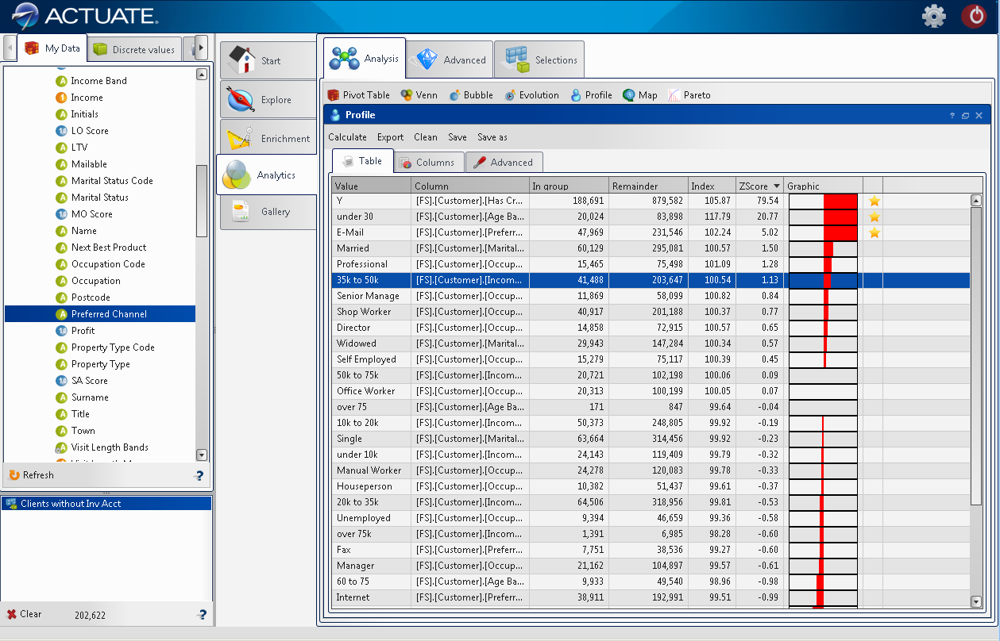 ACTUATE.
My Data
Discrete values
Income Band
Income
Initials
LO Score
LTV
Mailable
Marital Status Code
Marital Status
MO Score
Name
Next Best Product
Occupation Code
Occupation
Postcode
Preferred Channel
Profit
Property Type Code
Property Type
SA Score
Surname
Title
Town
Visit Length Bands
Refresh
?
Clients without Inv Acct
Clear 202,622 ?
Start
Explore
Enrichment
Analytics
Gallery
Analysis Advanced Selections
Pivot Table Venn Bubble Evolution Profile Map Pareto
Profile ?
Calculate Export Clean Save Save as
Table Columns Advanced
Value Column In group Remainder Index ZScore Graphic
Y [FS].[Customer].[Has Cr... 188,691 879,582 105.87 79.54
under 30 [FS].[Customer].[Age Ba... 20,024 83,898 117.79 20.77
E-Mail [FS].[Customer].[Preferr... 47,969 231,546 102.24 5.02
Married [FS].[Customer].[Marital... 60,129 295,081 100.57 1.50
Professional [FS].[Customer].[Occup... 15,465 75,498 101.09 1.28
35k to 50k [FS].[Customer].[Incom... 41,488 203,647 100.54 1.13
Senior Manage [FS].[Customer].[Occup... 11,869 58,099 100.82 0.84
Shop Worker [FS].[Customer].[Occup... 40,917 201,188 100.37 0.77
Director [FS].[Customer].[Occup... 14,858 72,915 100.57 0.65
Widowed [FS].[Customer].[Marital... 29,943 147,284 100.34 0.57
Self Employed [FS].[Customer].[Occup... 15,279 75,117 100.39 0.45
50k to 75k [FS].[Customer].[Incom... 20,721 102,198 100.06 0.09
Office Worker [FS].[Customer].[Occup... 20,313 100,199 100.05 0.07
over 75 [FS].[Customer].[Age Ba... 171 847 99.64 -0.04
10k to 20k [FS].[Customer].[Incom... 50,373 248,805 99.92 -0.19
Single [FS].[Customer].[Marital... 63,664 314,456 99.92 -0.23
under 10k [FS].[Customer].[Incom... 24,143 119,409 99.79 -0.32
Manual Worker [FS].[Customer].[Occup... 24,278 120,083 99.78 -0.33
Houseperson [FS].[Customer].[Occup... 10,382 51,437 99.61 -0.37
20k to 35k [FS].[Customer].[Incom... 64,506 318,956 99.81 -0.53
Unemployed [FS].[Customer].[Occup... 9,394 46,659 99.36 -0.58
over 75k [FS].[Customer].[Incom... 1,391 6,985 98.28 -0.60
Fax [FS].[Customer].[Preferr... 7,751 38,536 99.27 -0.60
Manager [FS].[Customer].[Occup... 21,162 104,897 99.57 -0.61
60 to 75 [FS].[Customer].[Age Ba... 9,933 49,540 98.96 -0.98
Internet [FS].[Customer].[Preferr... 38,911 192,991 99.51 -0.99